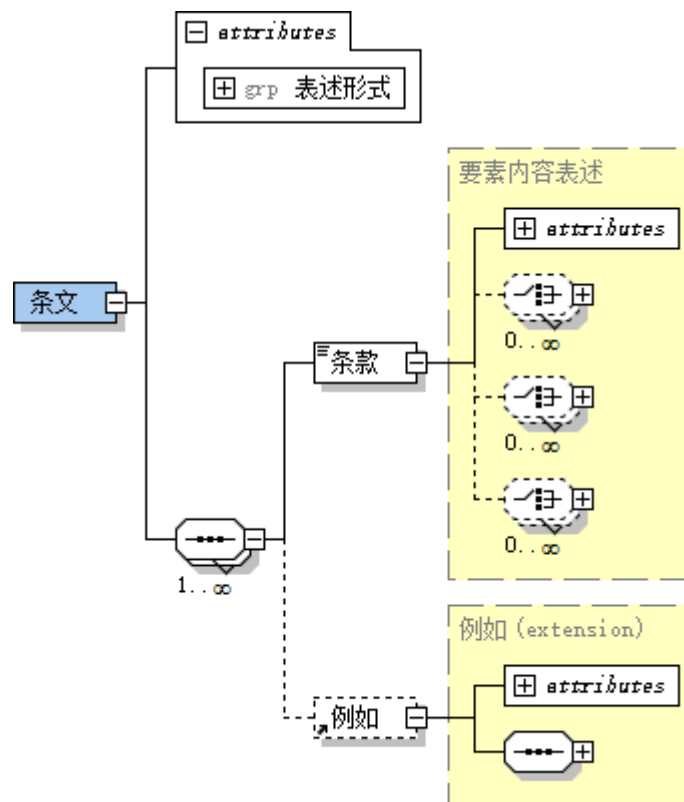 attributes
grp 表述形式
要素内容表述
attributes
条文
0..∞
条款
0..∞
0..∞
1..∞
例如 (extension)
attributes
例如